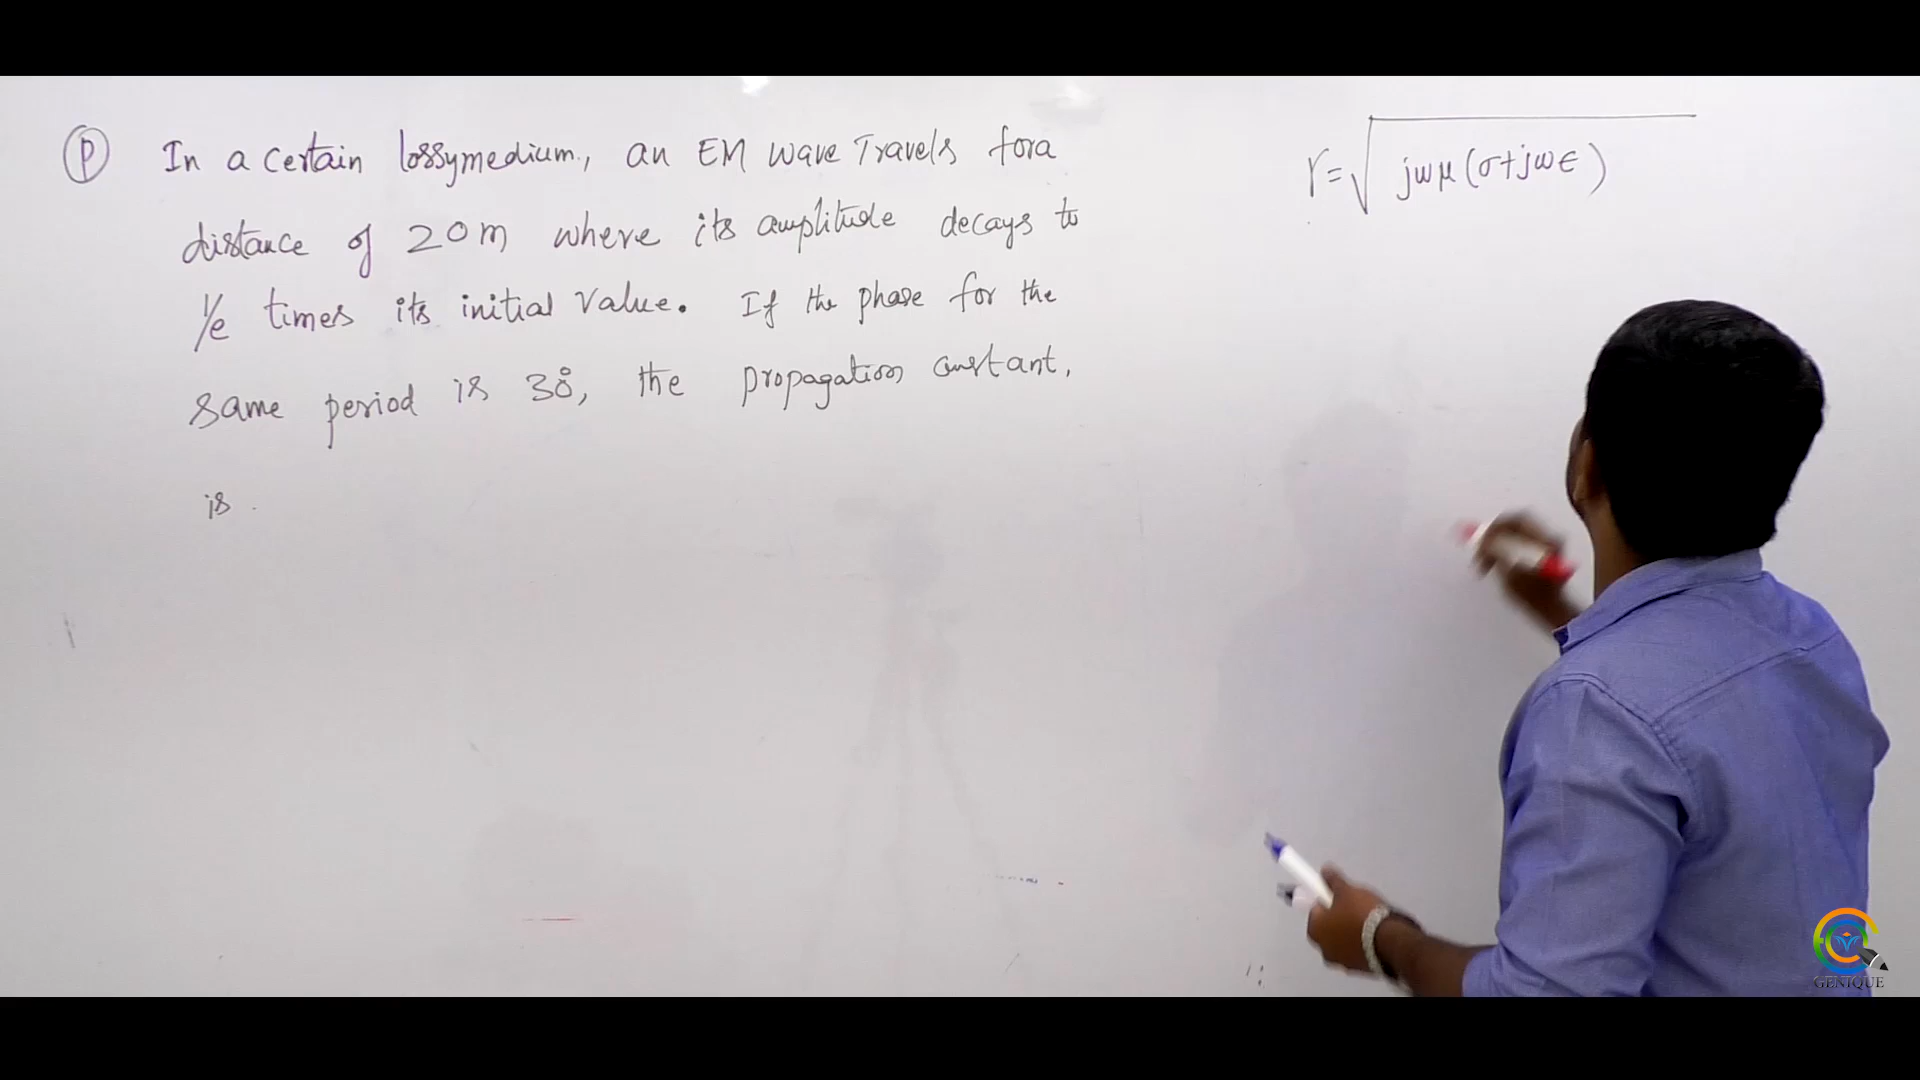 P In a certain lossymedium, an EM wave Travels for a
distance of 20m where its amplitude decays to
1/e times its initial value. If the phase for the
same period is 30°, the propagation constant,
is.
γ = √jωμ(σ+jωϵ)
GENIQUE